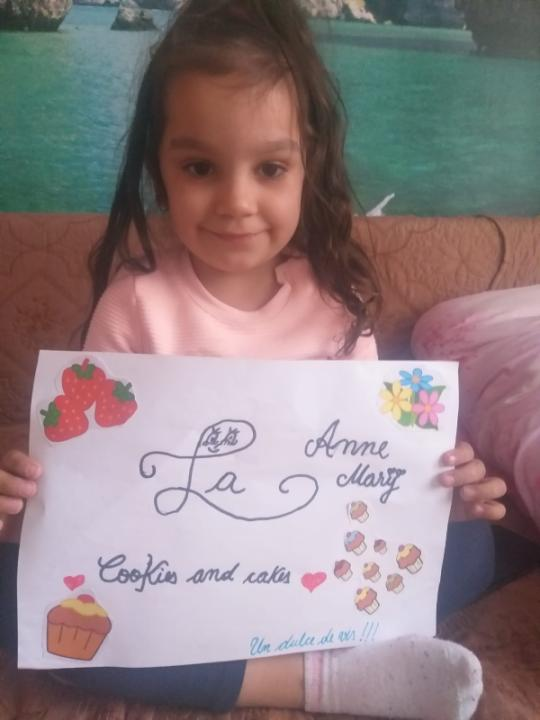 La Anne
Mary
Cookies and cakes
Un dulce de vis!!!